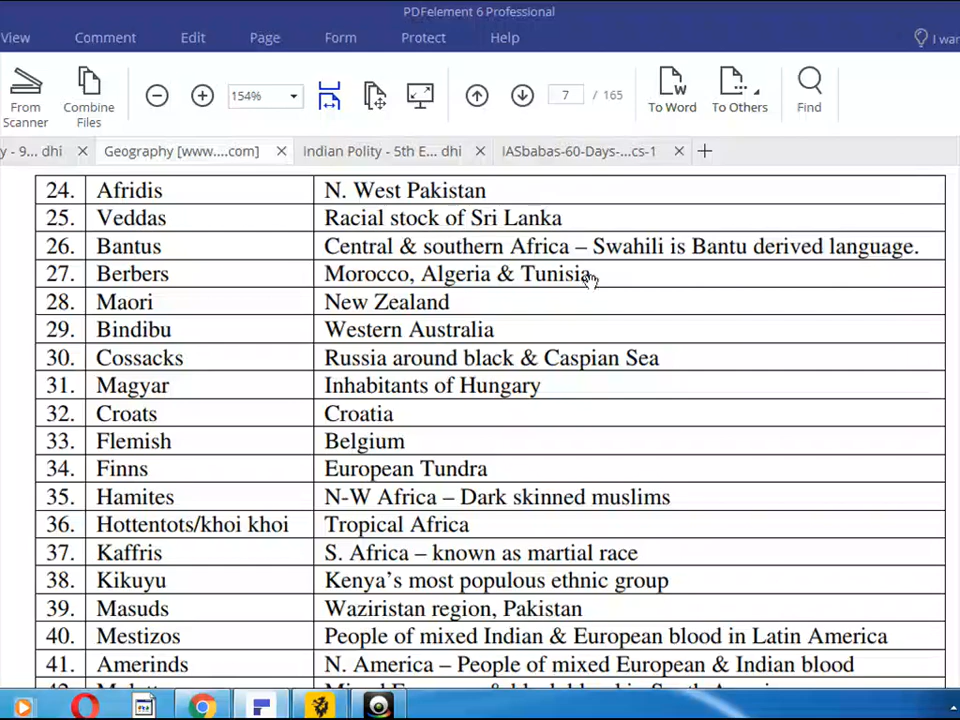 PDFelement 6 Professional
View Comment Edit Page Form Protect Help I wan
From Scanner Combine Files 154% 7 / 165 To Word To Others Find
y - 9... dhi Geography [www....com] Indian Polity - 5th E... dhi IASbabas-60-Days-...cs-1
24. Afridis N. West Pakistan
25. Veddas Racial stock of Sri Lanka
26. Bantus Central & southern Africa – Swahili is Bantu derived language.
27. Berbers Morocco, Algeria & Tunisia
28. Maori New Zealand
29. Bindibu Western Australia
30. Cossacks Russia around black & Caspian Sea
31. Magyar Inhabitants of Hungary
32. Croats Croatia
33. Flemish Belgium
34. Finns European Tundra
35. Hamites N-W Africa – Dark skinned muslims
36. Hottentots/khoi khoi Tropical Africa
37. Kaffris S. Africa – known as martial race
38. Kikuyu Kenya's most populous ethnic group
39. Masuds Waziristan region, Pakistan
40. Mestizos People of mixed Indian & European blood in Latin America
41. Amerinds N. America – People of mixed European & Indian blood